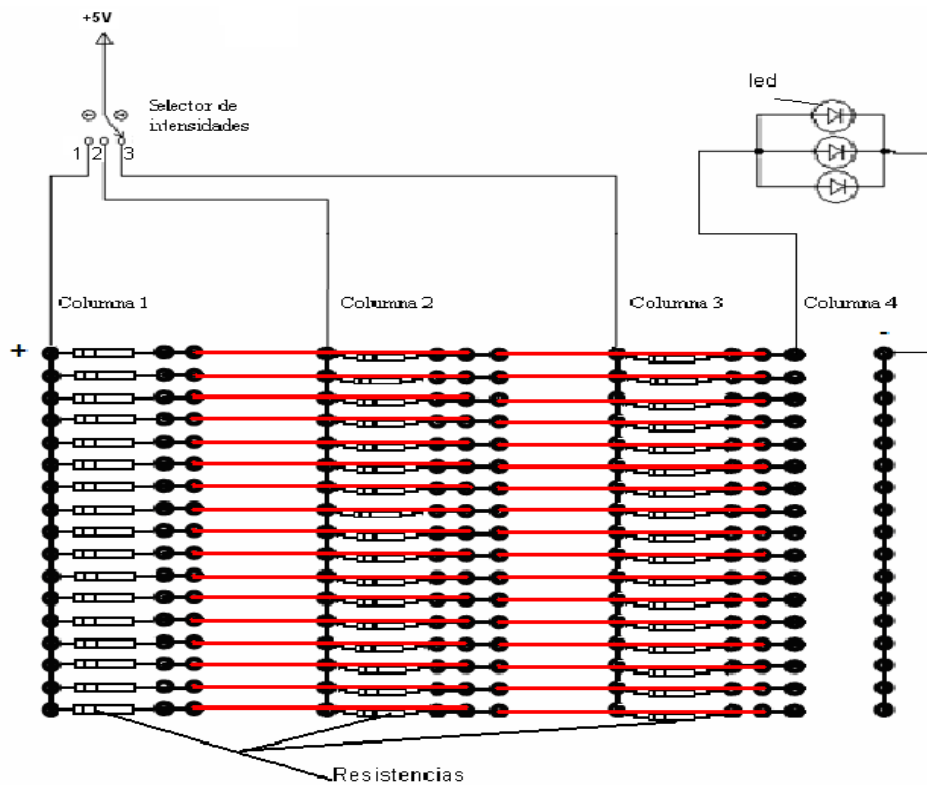 +5V
Selector de
intensidades
1 2 3
led
Columna 1
Columna 2
Columna 3
Columna 4
+
-
Resistencias